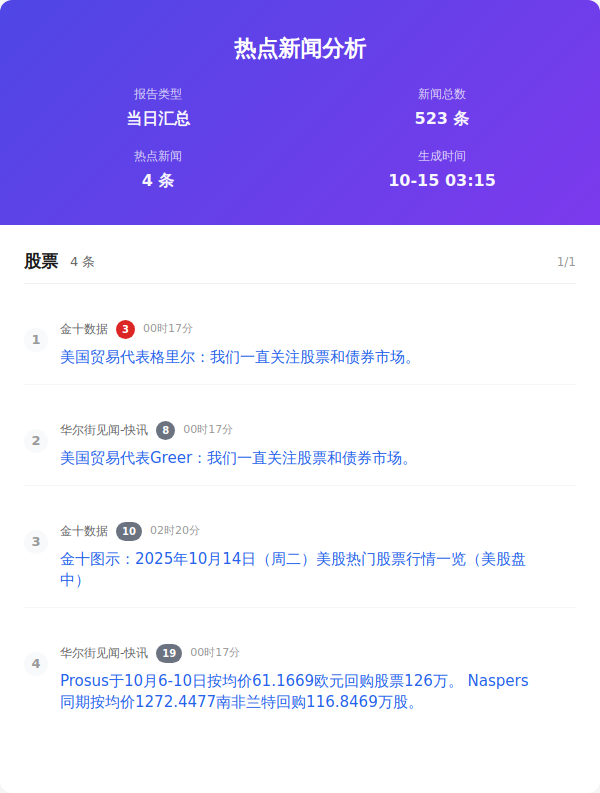 热点新闻分析
报告类型
新闻总数
当日汇总
523 条
热点新闻
生成时间
4 条
10-15 03:15
股票 4 条 1/1
1
金十数据 3 00时17分
美国贸易代表格里尔：我们一直关注股票和债券市场。
2
华尔街见闻-快讯 8 00时17分
美国贸易代表Greer：我们一直关注股票和债券市场。
3
金十数据 10 02时20分
金十图示：2025年10月14日（周二）美股热门股票行情一览（美股盘
中）
4
华尔街见闻-快讯 19 00时17分
Prosus于10月6-10日按均价61.1669欧元回购股票126万。 Naspers
同期按均价1272.4477南非兰特回购116.8469万股。